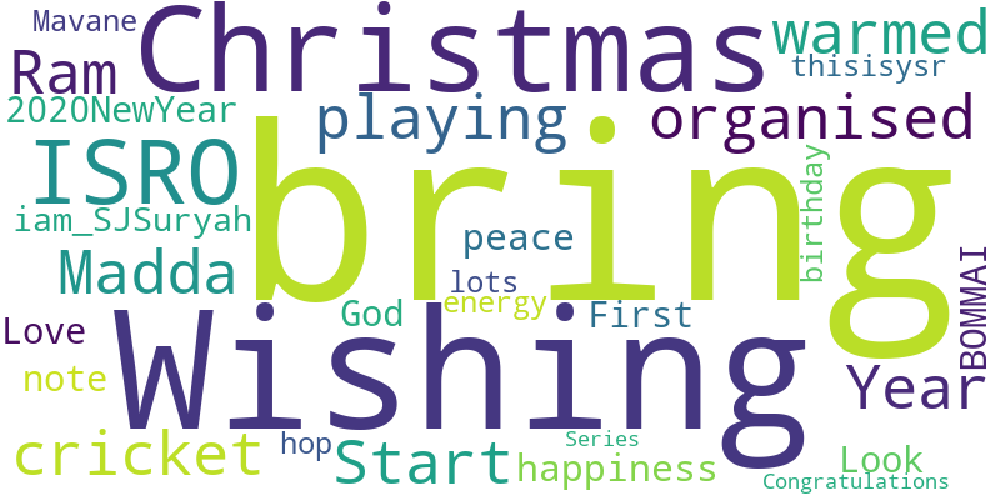 Mavane
Christmas
warmed
Ram
thisisysr
2020NewYear
playing
organised
ISRO
bring
birthday
iam_SJSuryah
peace
Madda
lots
energy
BOMMAI
God
First
Love
Wishing
note
Year
cricket
hop
Start
Series
happiness
Look
Congratulations